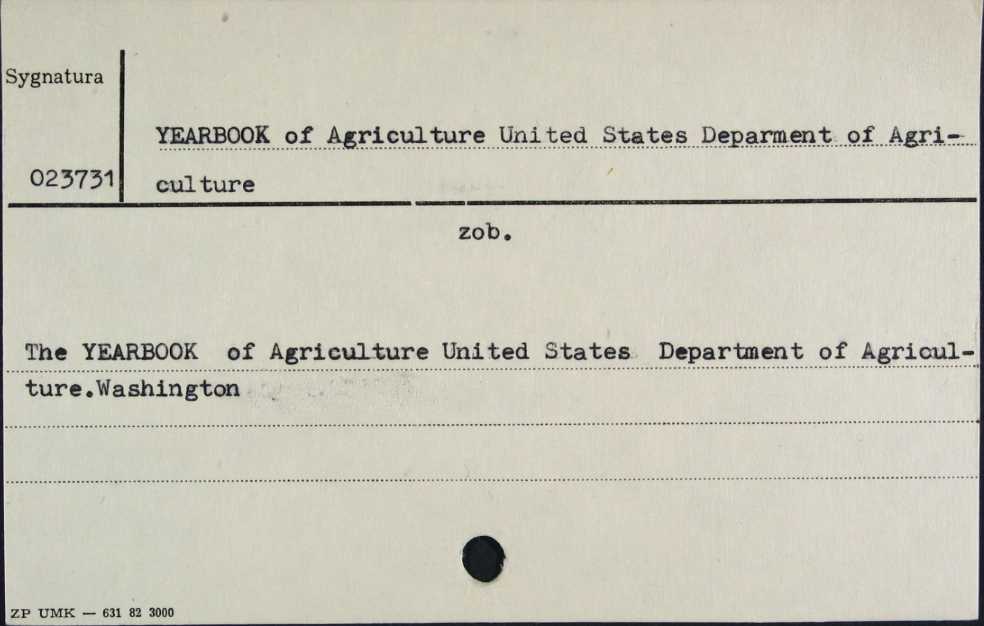 Sygnatura
YEARBOOK of Agriculture United States Deparment of Agri-
023731
culture
zob.
The YEARBOOK of Agriculture United States Department of Agricul-
ture.Washington
ZP UMK — 631 82 3000